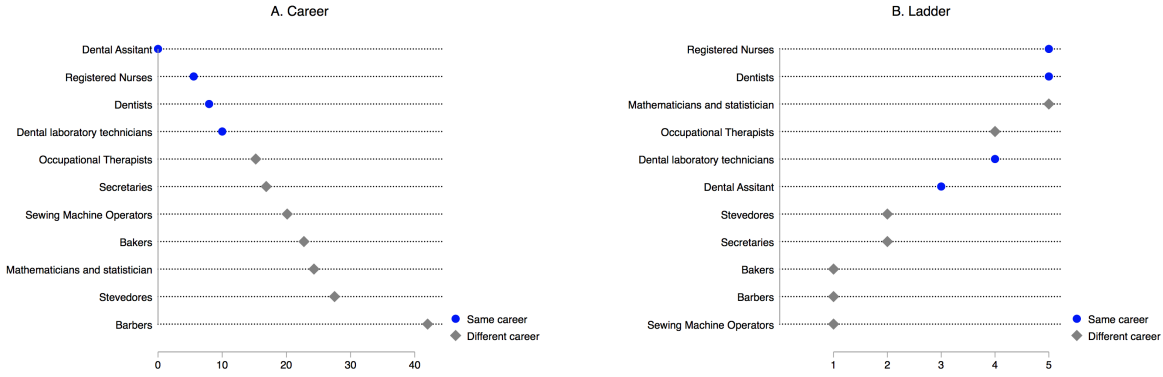 A. Career
Dental Assitant
Registered Nurses
Dentists
Dental laboratory technicians
Occupational Therapists
Secretaries
Sewing Machine Operators
Bakers
Mathematicians and statistician
Stevedores
Barbers
0 10 20 30 40
Same career
Different career
B. Ladder
Registered Nurses
Dentists
Mathematicians and statistician
Occupational Therapists
Dental laboratory technicians
Dental Assitant
Stevedores
Secretaries
Bakers
Barbers
Sewing Machine Operators
1 2 3 4 5
Same career
Different career